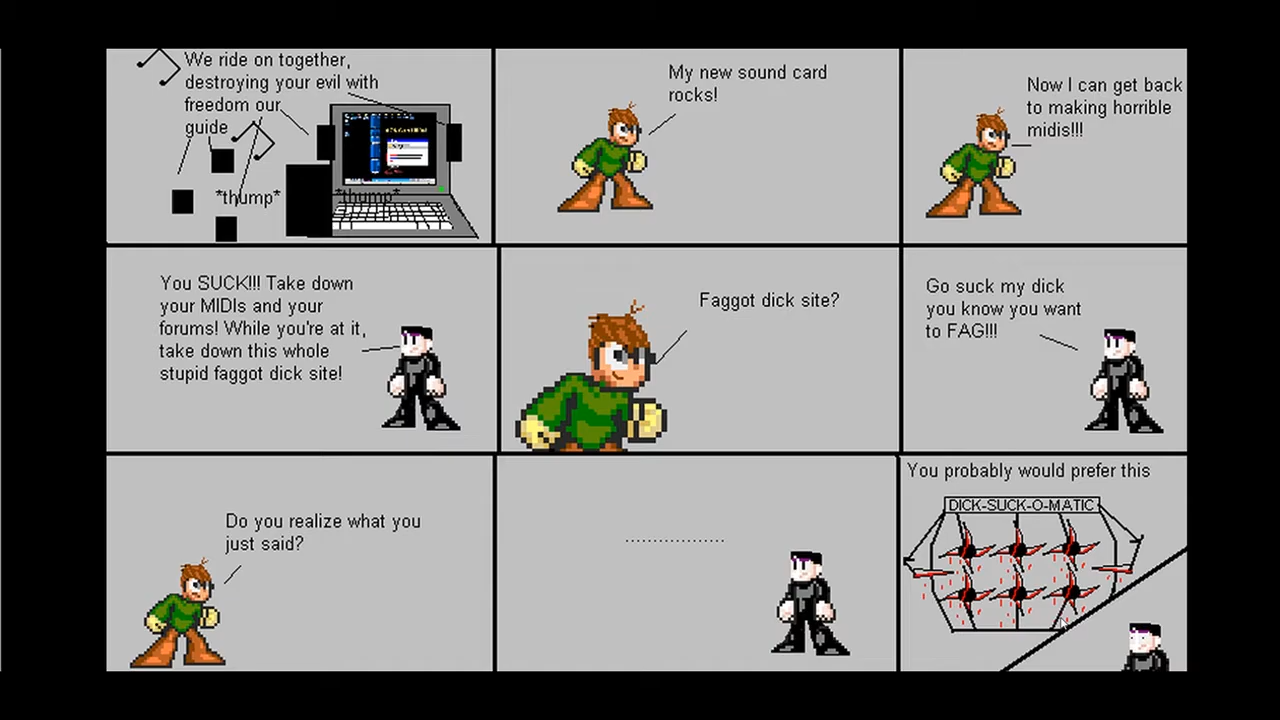 We ride on together,
destroying your evil with
freedom our
guide
*thump*
*thump*
My new sound card
rocks!
Now I can get back
to making horrible
midis!!!
You SUCK!!! Take down
your MIDIs and your
forums! While you're at it,
take down this whole
stupid faggot dick site!
Faggot dick site?
Go suck my dick
you know you want
to FAG!!!
Do you realize what you
just said?
..................
You probably would prefer this
DICK-SUCK-O-MATIC